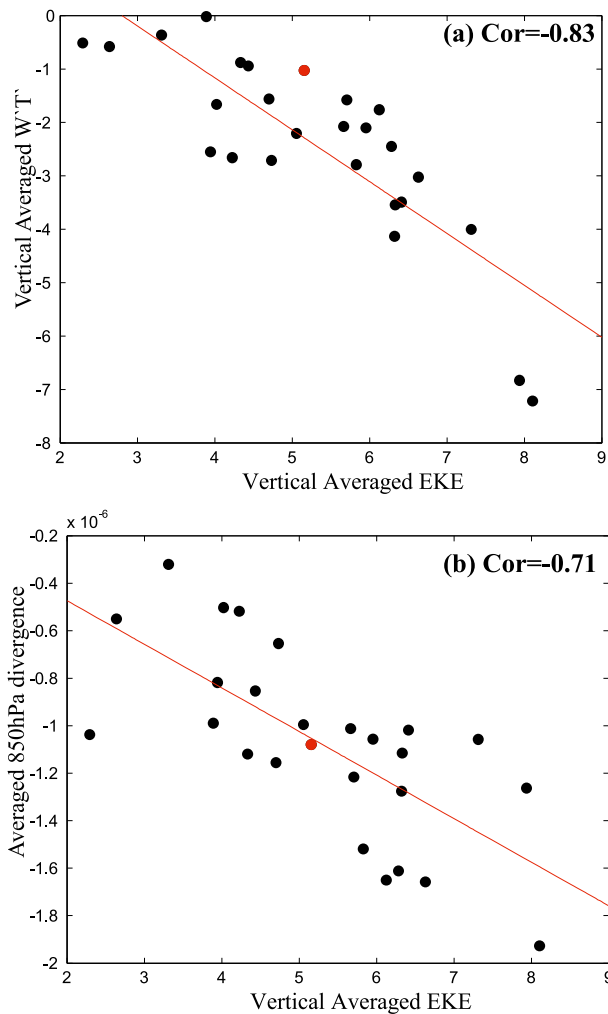 (a) Cor=-0.83
0
-1
-2
-3
-4
-5
-6
-7
-8
Vertical Averaged W`T`
2 3 4 5 6 7 8 9
Vertical Averaged EKE
x 10^-6
(b) Cor=-0.71
-0.2
-0.4
-0.6
-0.8
-1
-1.2
-1.4
-1.6
-1.8
-2
Averaged 850hPa divergence
2 3 4 5 6 7 8 9
Vertical Averaged EKE